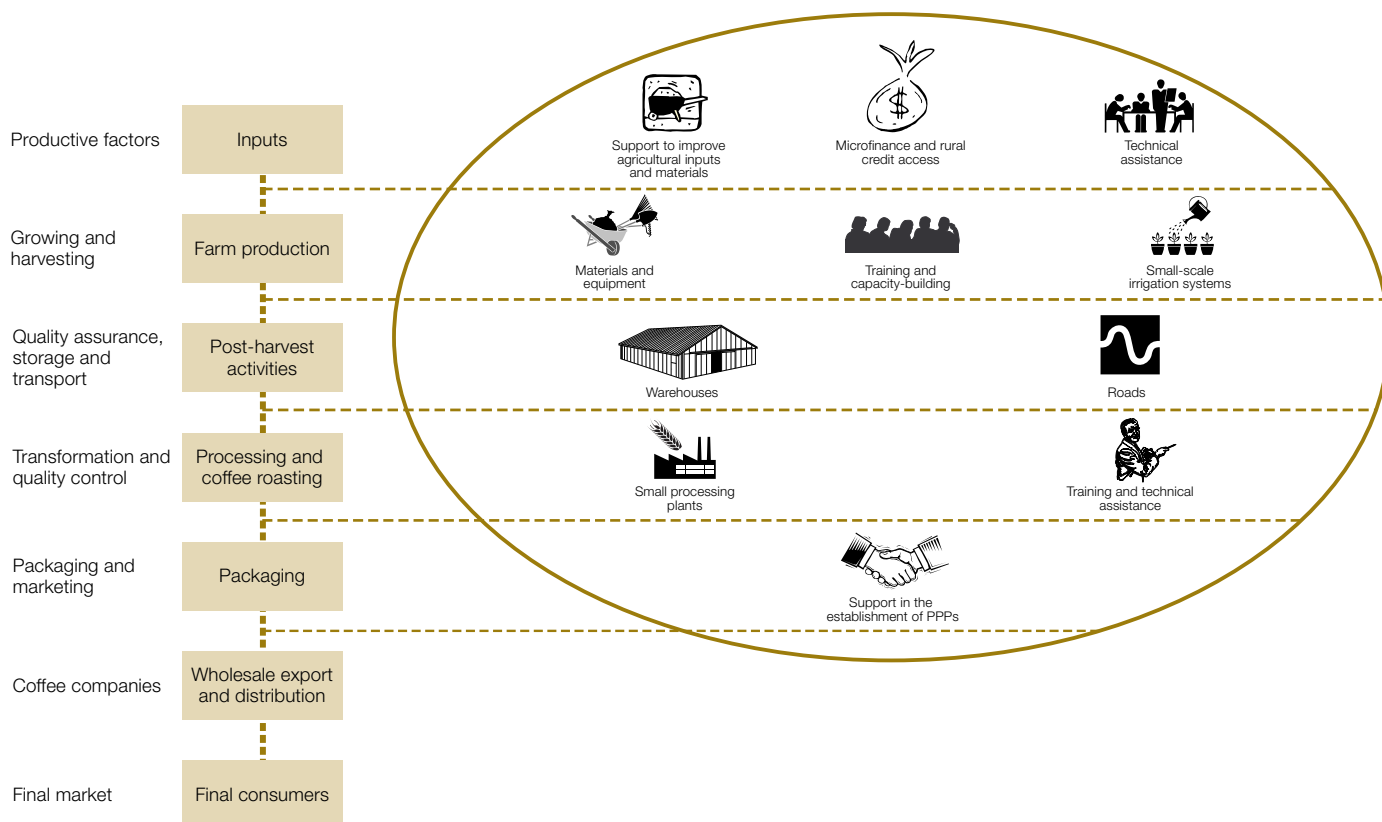 Productive factors
Inputs
Support to improve
agricultural inputs
and materials
Microfinance and rural
credit access
Technical
assistance
Growing and
harvesting
Farm production
Materials and
equipment
Training and
capacity-building
Small-scale
irrigation systems
Quality assurance,
storage and
transport
Post-harvest
activities
Warehouses
Roads
Transformation and
quality control
Processing and
coffee roasting
Small processing
plants
Training and technical
assistance
Packaging and
marketing
Packaging
Support in the
establishment of PPPs
Coffee companies
Wholesale export
and distribution
Final market
Final consumers